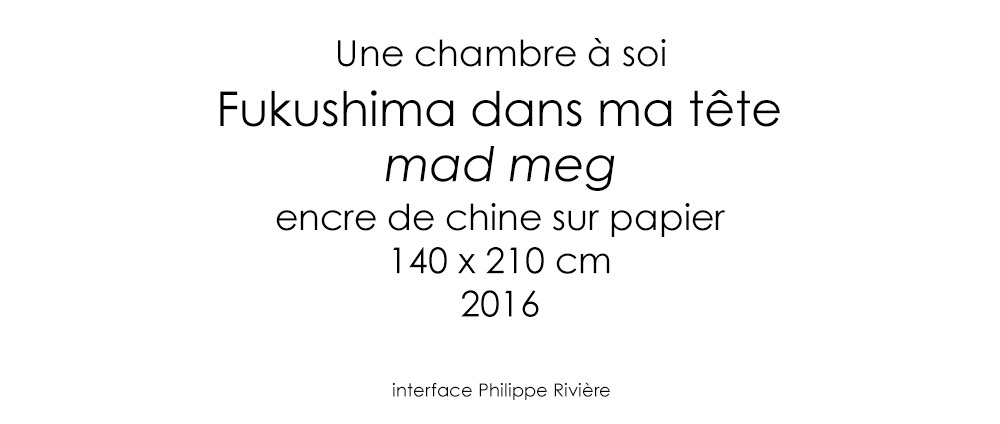 Une chambre à soi
Fukushima dans ma tête
mad meg
encre de chine sur papier
140 x 210 cm
2016
interface Philippe Rivière